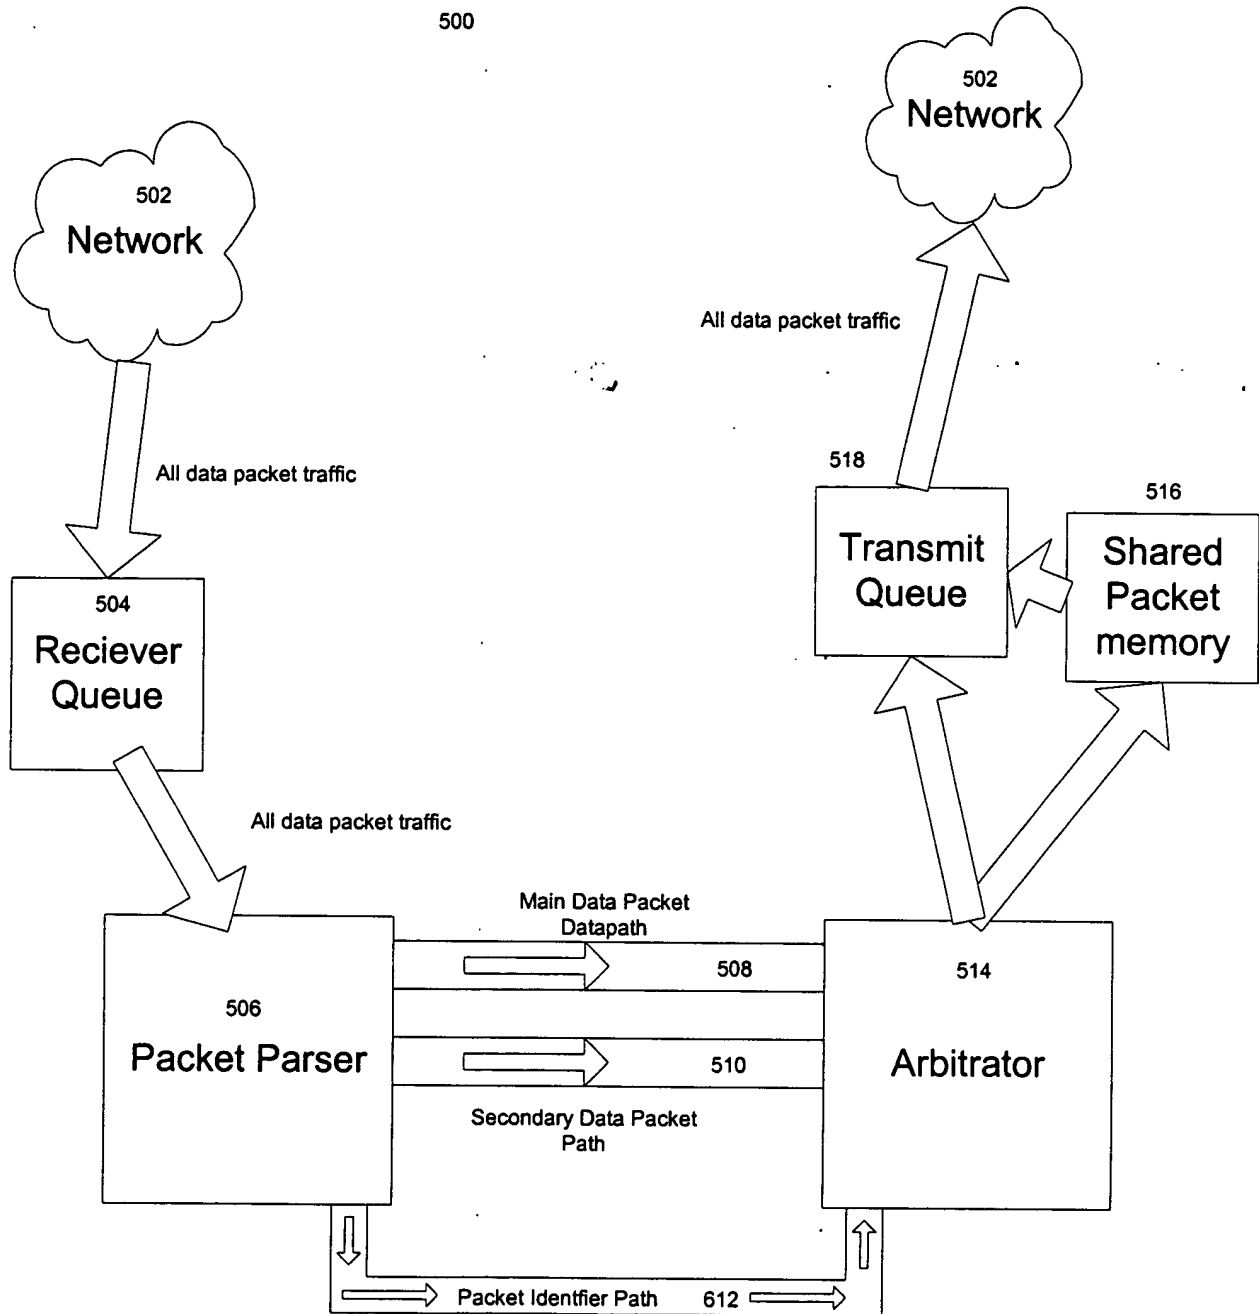 500
502
Network
502
Network
All data packet traffic
All data packet traffic
518
516
504
Reciever
Queue
Transmit
Queue
Shared
Packet
memory
All data packet traffic
Main Data Packet
Datapath
508
514
506
Packet Parser
510
Arbitrator
Secondary Data Packet
Path
Packet Identfier Path 612